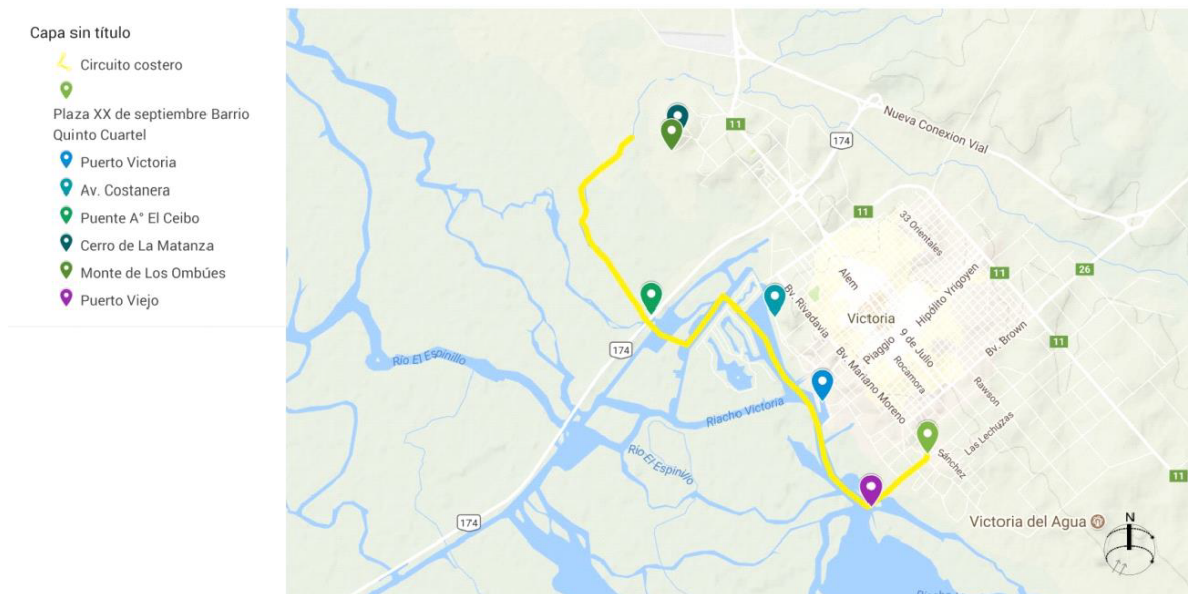 Capa sin título
Circuito costero
Plaza XX de septiembre Barrio
Quinto Cuartel
Puerto Victoria
Av. Costanera
Puente A° El Ceibo
Cerro de La Matanza
Monte de Los Ombúes
Puerto Viejo
11
174
Nueva Conexion Vial
11
33 Orientales
11
26
Alem
Hipólito Yrigoyen
Bv. Rivadavia
Victoria
9 de Julio
Bv. Brown
11
174
Piaggio
Rocamora
Río El Espinillo
Bv. Mariano Moreno
Rawson
Riacho Victoria
Las Lechuzas
Río El Espinillo
Sánchez
11
174
Victoria del Agua
N